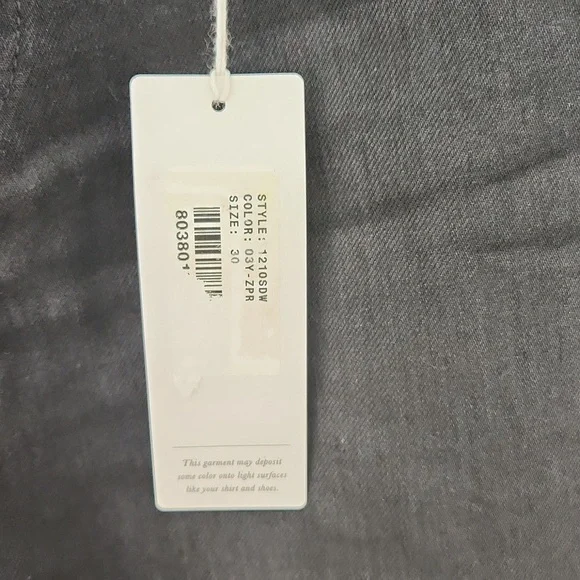 STYLE: 1210SDW
COLOR: 03Y-ZPR
SIZE: 30
803801
This garment may deposit
some color onto light surfaces
like your shirt and shoes.